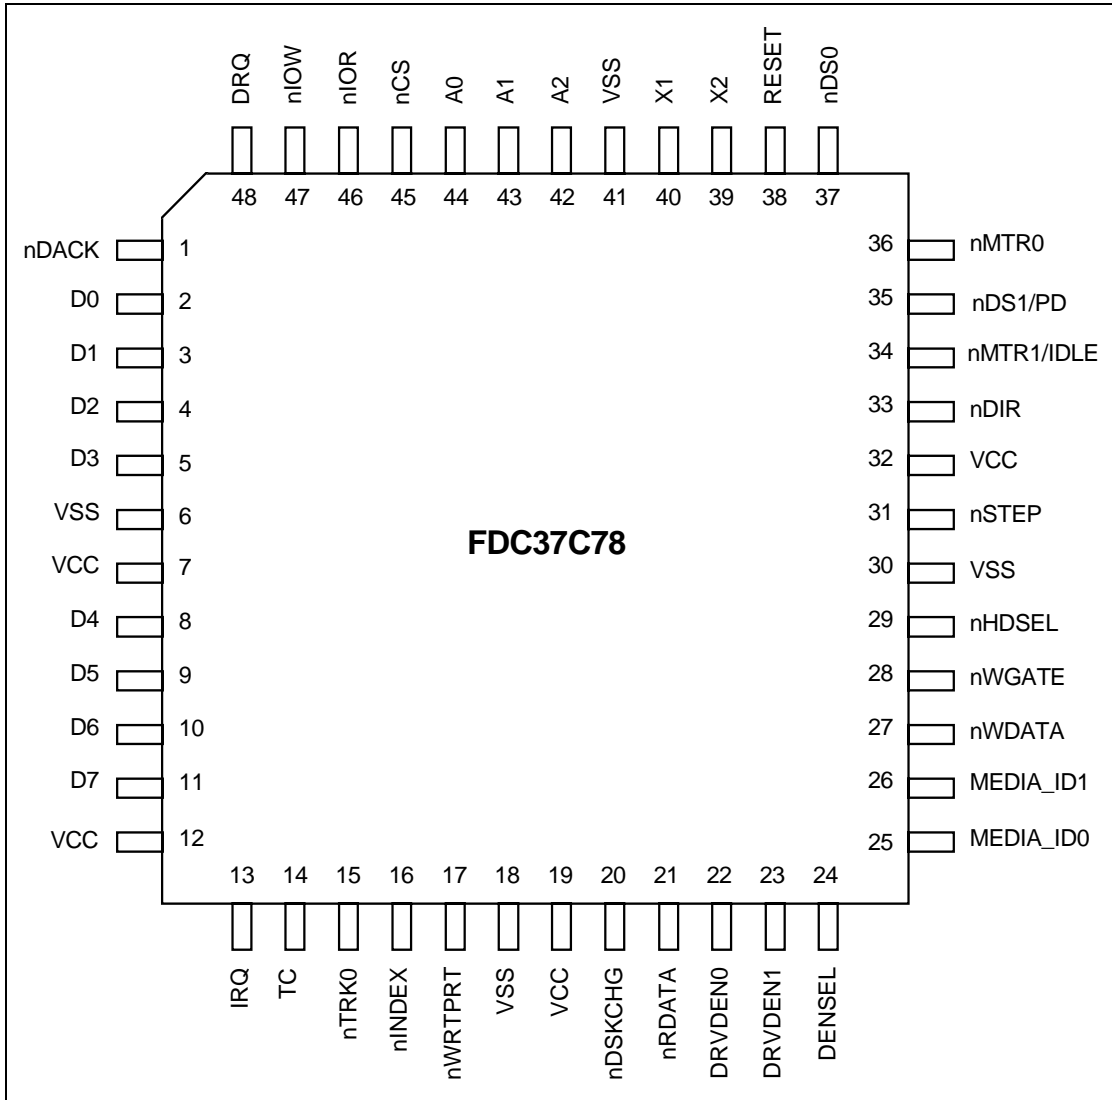 DRQ
nIOW
nIOR
nCS
A0
A1
A2
VSS
X1
X2
RESET
nDS0
48 47 46 45 44 43 42 41 40 39 38 37
nDACK 1
D0 2
D1 3
D2 4
D3 5
VSS 6
VCC 7
D4 8
D5 9
D6 10
D7 11
VCC 12
FDC37C78
36 nMTR0
35 nDS1/PD
34 nMTR1/IDLE
33 nDIR
32 VCC
31 nSTEP
30 VSS
29 nHDSEL
28 nWGATE
27 nWDATA
26 MEDIA_ID1
25 MEDIA_ID0
13 14 15 16 17 18 19 20 21 22 23 24
IRQ
TC
nTRK0
nINDEX
nWRTPRT
VSS
VCC
nDSKCHG
nRDATA
DRVDEN0
DRVDEN1
DENSEL